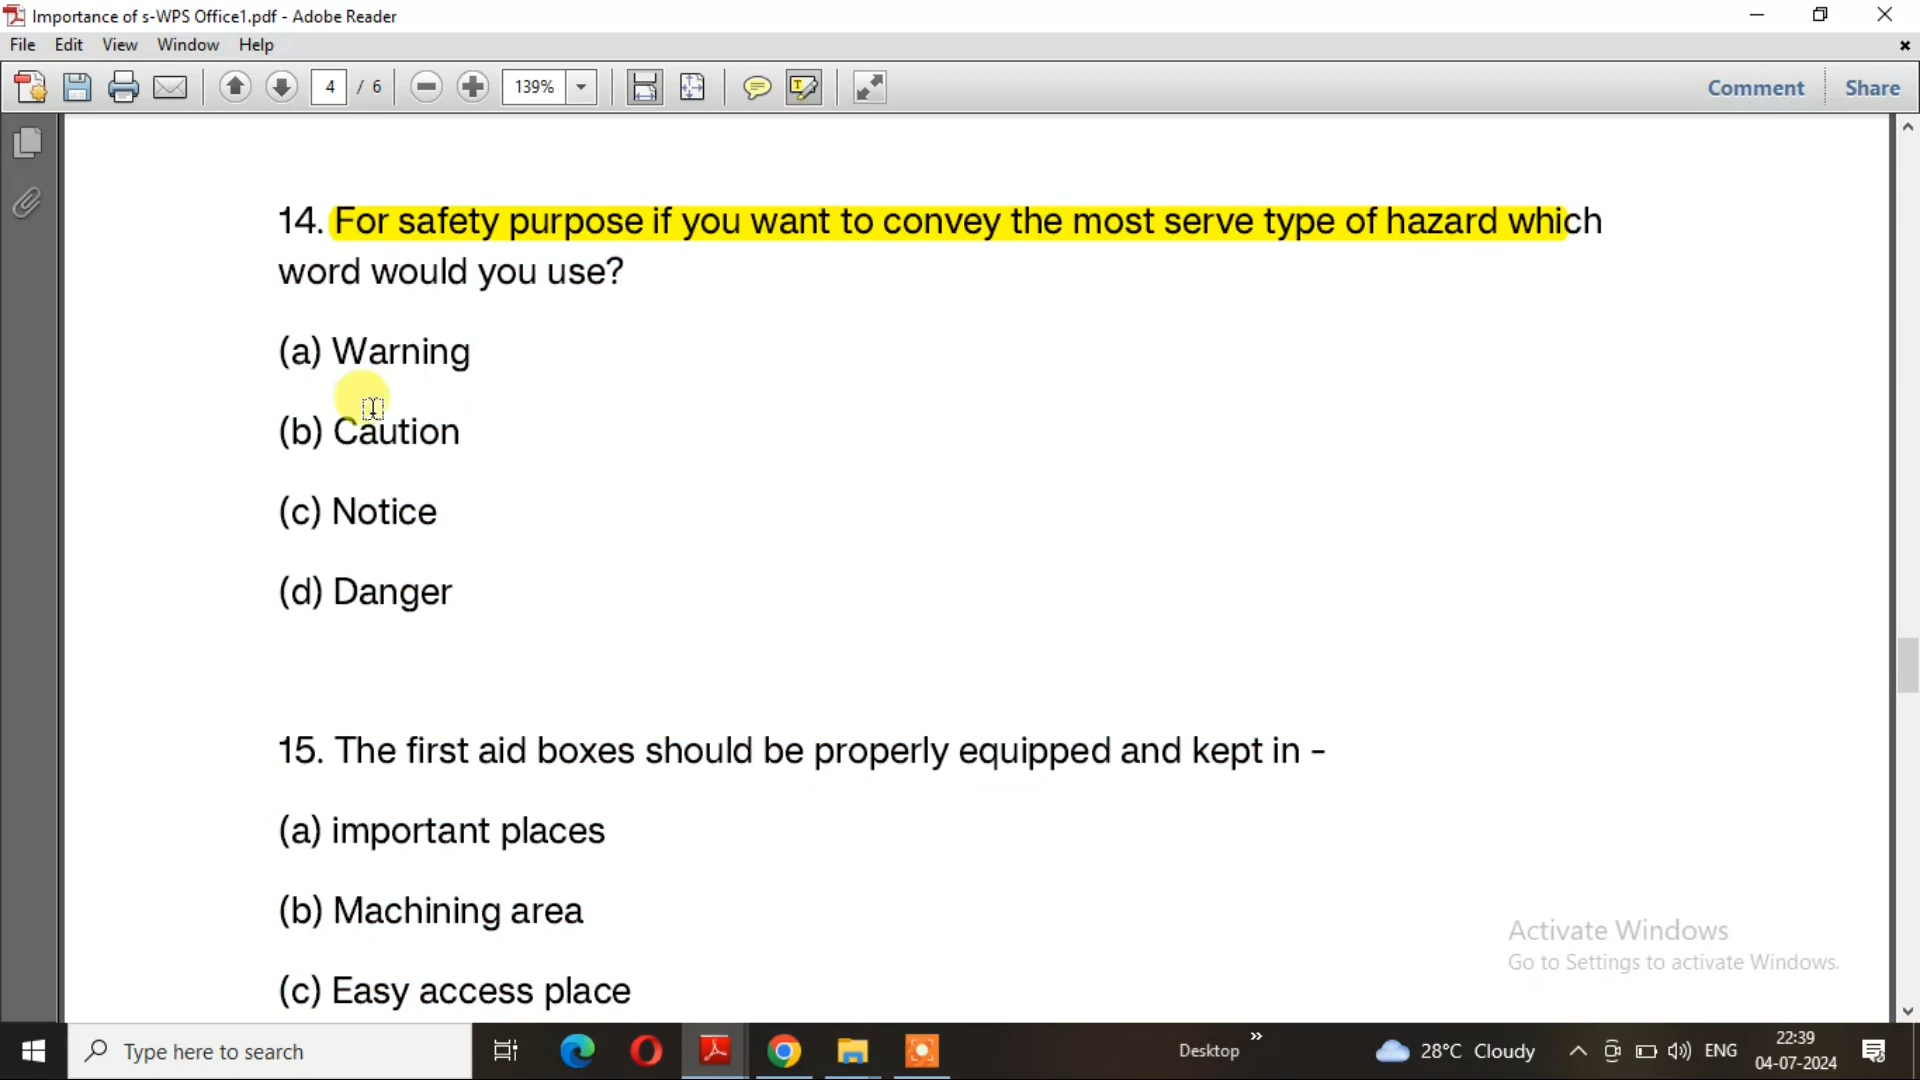 Importance of s-WPS Office1.pdf - Adobe Reader
File Edit View Window Help
4 / 6 139% Comment Share
14. For safety purpose if you want to convey the most serve type of hazard which
word would you use?
(a) Warning
(b) Caution
(c) Notice
(d) Danger
15. The first aid boxes should be properly equipped and kept in -
(a) important places
(b) Machining area
(c) Easy access place
Activate Windows
Go to Settings to activate Windows.
Type here to search
Desktop
28°C Cloudy
ENG
22:39
04-07-2024